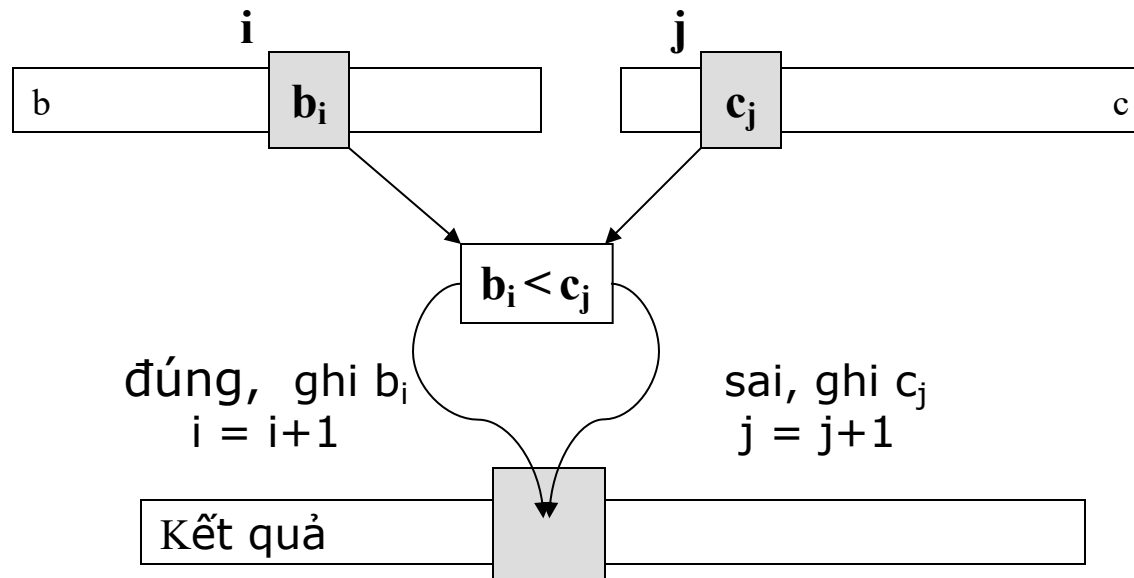 i
j
b
bᵢ
cⱼ
c
bᵢ < cⱼ
đúng, ghi bᵢ
i = i+1
sai, ghi cⱼ
j = j+1
Kết quả